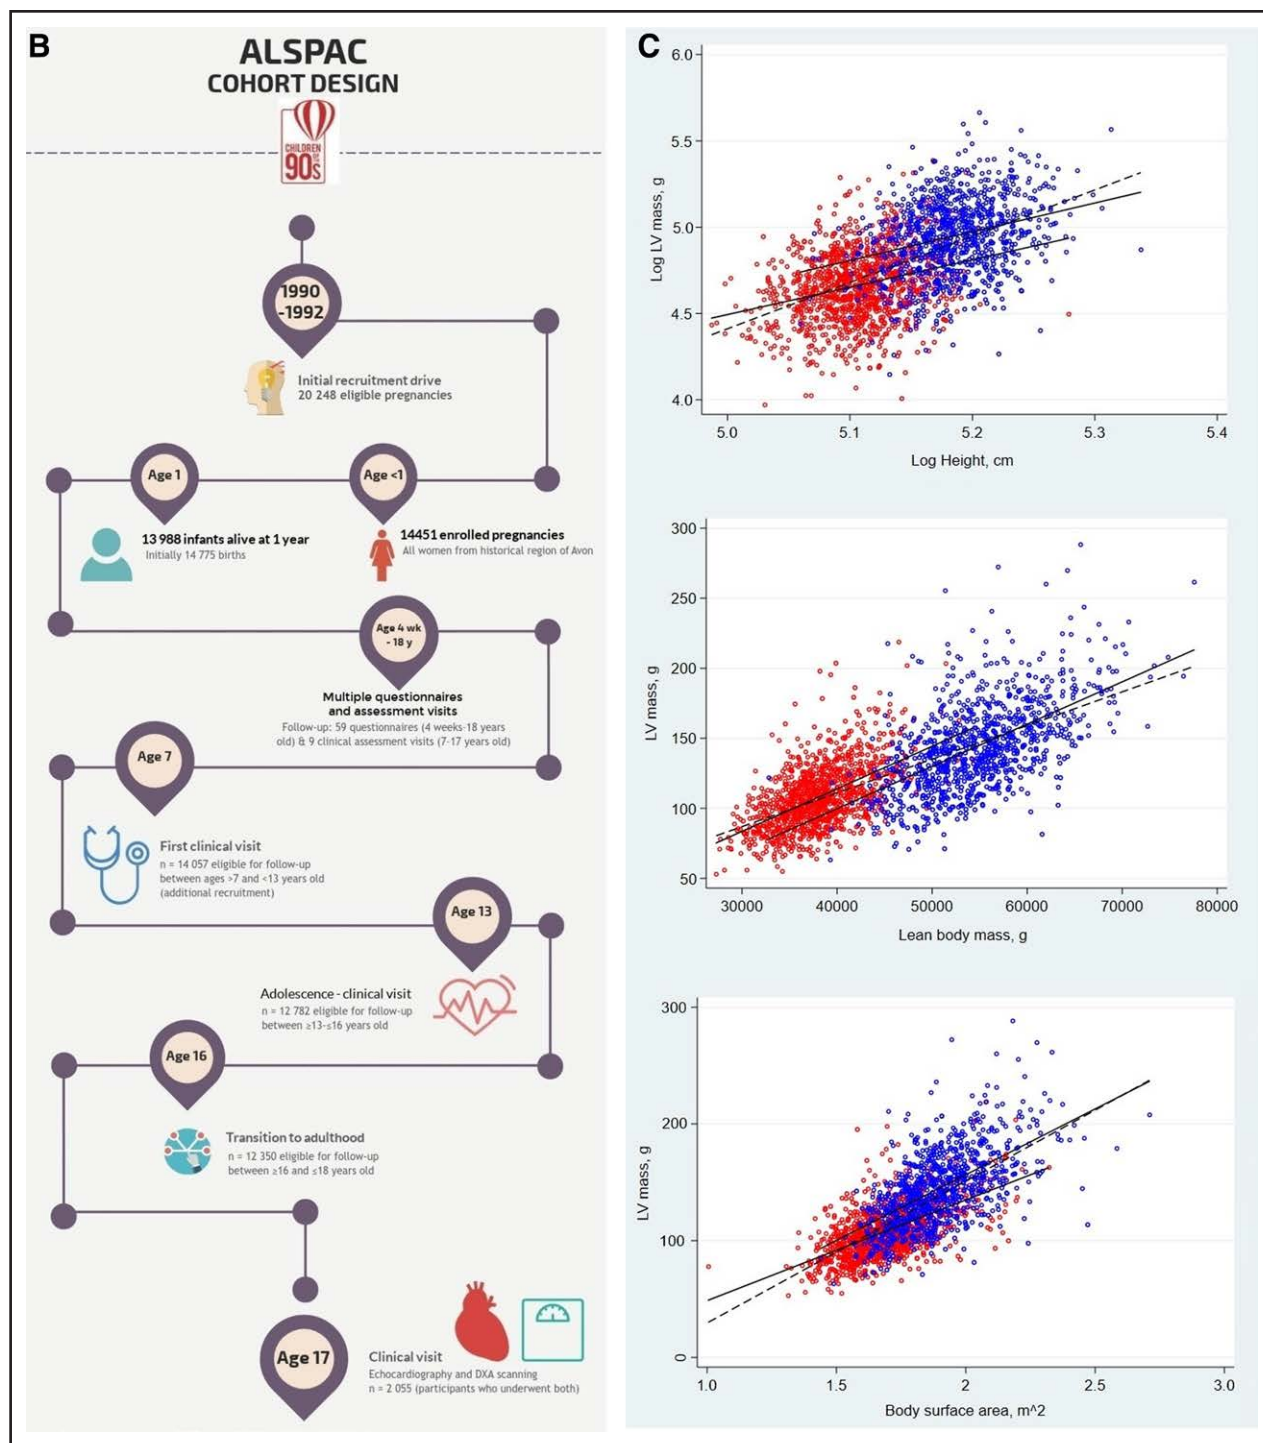 B
ALSPAC
COHORT DESIGN
CHILDREN
OF THE
90s
1990
-1992
Initial recruitment drive
20 248 eligible pregnancies
Age 1
Age <1
13 988 infants alive at 1 year
Initially 14 775 births
14451 enrolled pregnancies
All women from historical region of Avon
Age 4 wk
- 18 y
Multiple questionnaires
and assessment visits
Follow-up: 59 questionnaires (4 weeks-18 years
old) & 9 clinical assessment visits (7-17 years old)
Age 7
First clinical visit
n = 14 057 eligible for follow-up
between ages >7 and <13 years old
(additional recruitment)
Age 13
Adolescence - clinical visit
n = 12 782 eligible for follow-up
between ≥13-≤16 years old
Age 16
Transition to adulthood
n = 12 350 eligible for follow-up
between ≥16 and ≤18 years old
Age 17
Clinical visit
Echocardiography and DXA scanning
n = 2 055 (participants who underwent both)
C
6.0
5.5
5.0
4.5
4.0
Log LV mass, g
5.0 5.1 5.2 5.3 5.4
Log Height, cm
300
250
200
150
100
50
LV mass, g
30000 40000 50000 60000 70000 80000
Lean body mass, g
300
200
100
0
LV mass, g
1.0 1.5 2 2.5 3.0
Body surface area, m^2